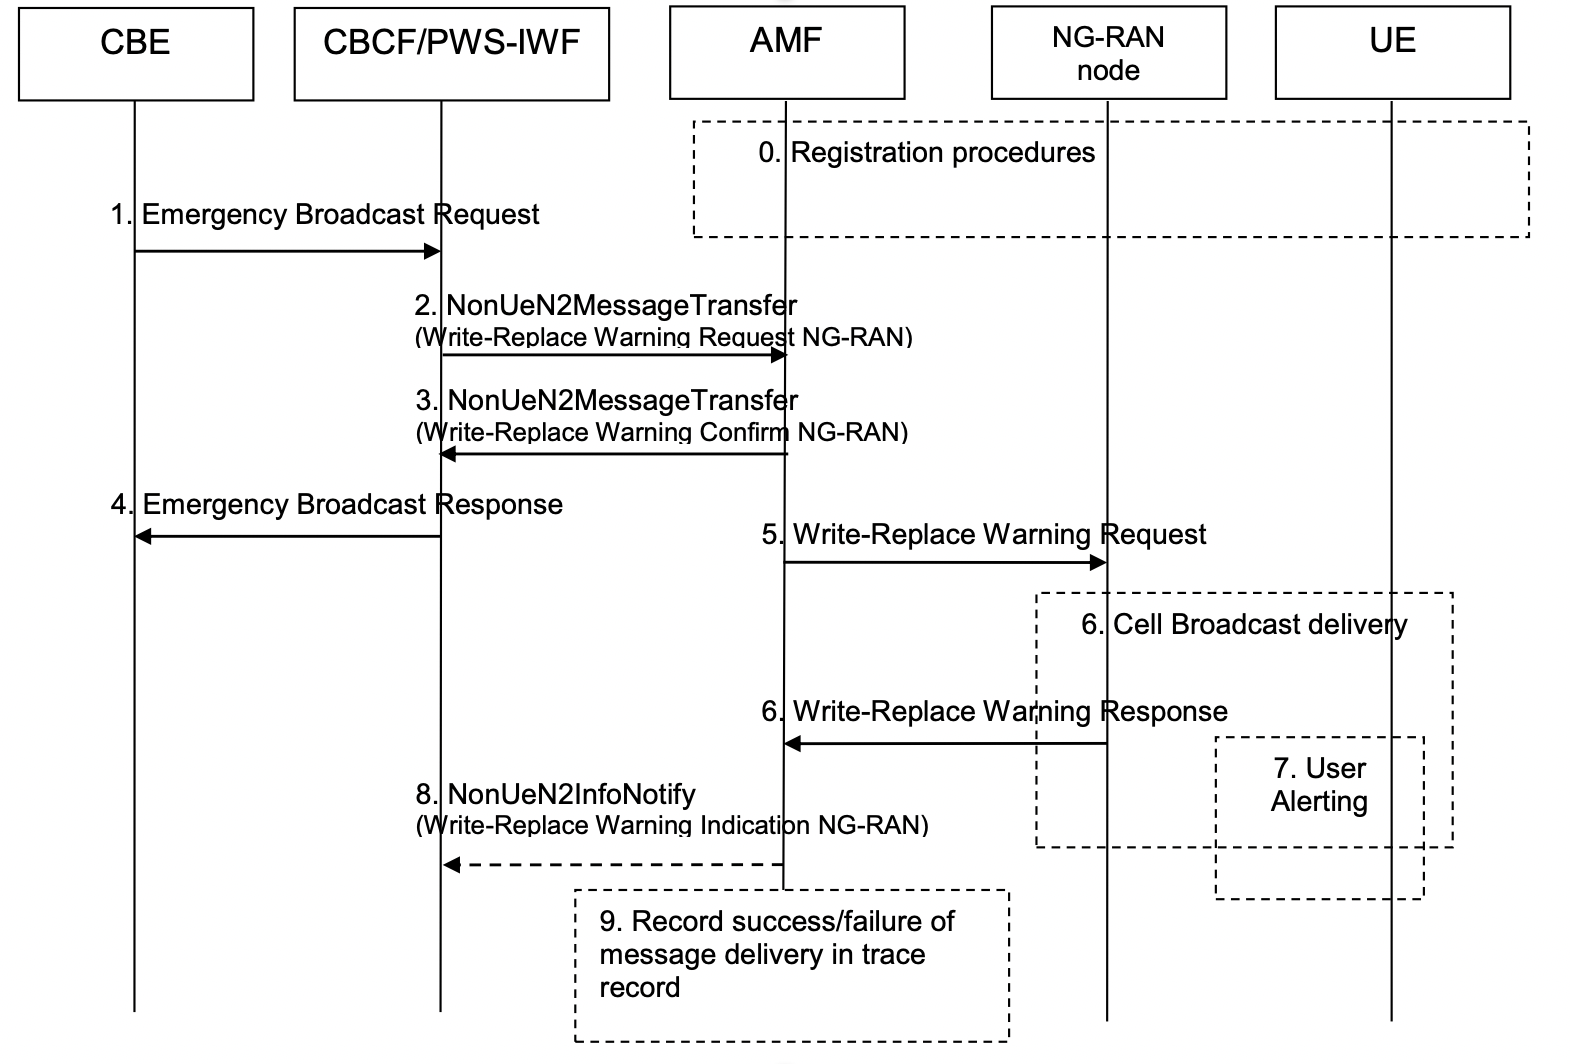 CBE
CBCF/PWS-IWF
AMF
NG-RAN
node
UE
0. Registration procedures
1. Emergency Broadcast Request
2. NonUeN2MessageTransfer
(Write-Replace Warning Request NG-RAN)
3. NonUeN2MessageTransfer
(Write-Replace Warning Confirm NG-RAN)
4. Emergency Broadcast Response
5. Write-Replace Warning Request
6. Cell Broadcast delivery
6. Write-Replace Warning Response
7. User
Alerting
8. NonUeN2InfoNotify
(Write-Replace Warning Indication NG-RAN)
9. Record success/failure of
message delivery in trace
record